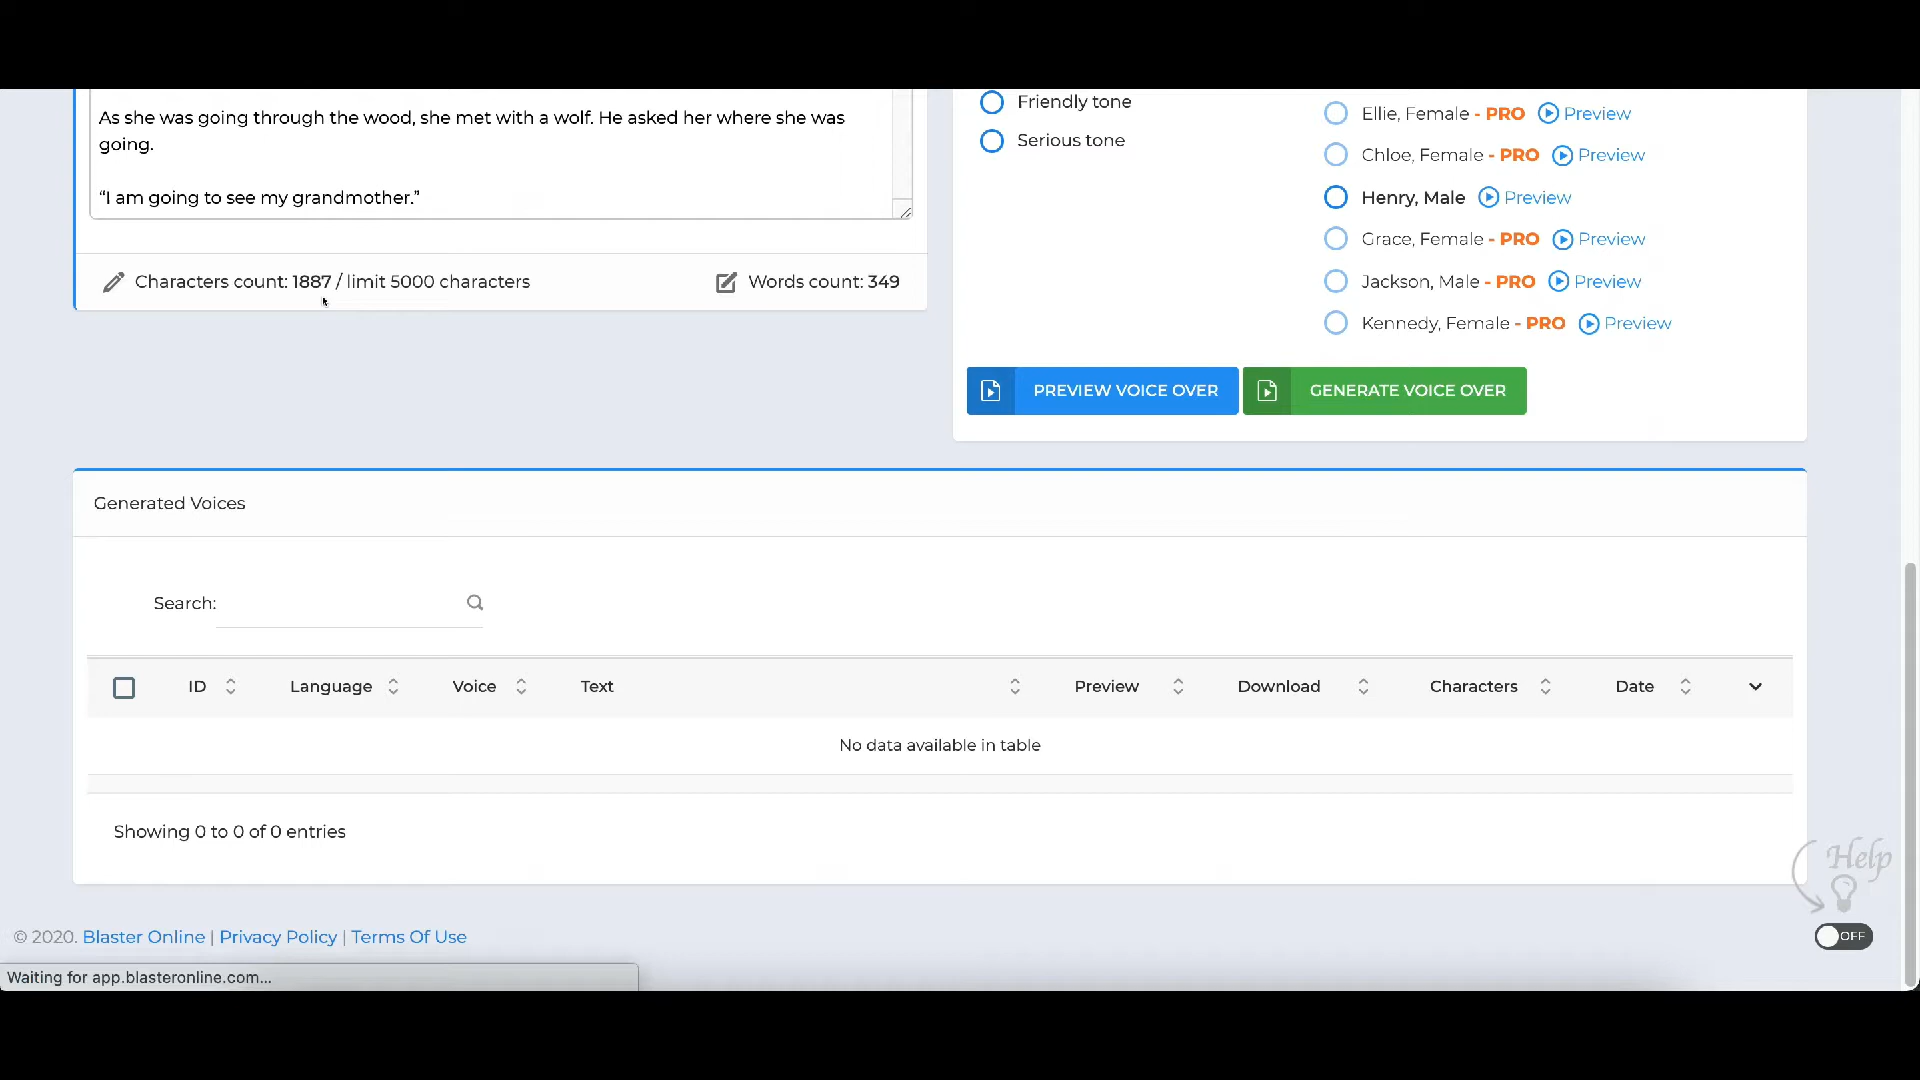 As she was going through the wood, she met with a wolf. He asked her where she was
going.
“I am going to see my grandmother.”
Characters count: 1887 / limit 5000 characters
Words count: 349
Friendly tone
Serious tone
Ellie, Female - PRO Preview
Chloe, Female - PRO Preview
Henry, Male Preview
Grace, Female - PRO Preview
Jackson, Male - PRO Preview
Kennedy, Female - PRO Preview
PREVIEW VOICE OVER
GENERATE VOICE OVER
Generated Voices
Search:
ID Language Voice Text Preview Download Characters Date
No data available in table
Showing 0 to 0 of 0 entries
Help
OFF
© 2020. Blaster Online | Privacy Policy | Terms Of Use
Waiting for app.blasteronline.com...